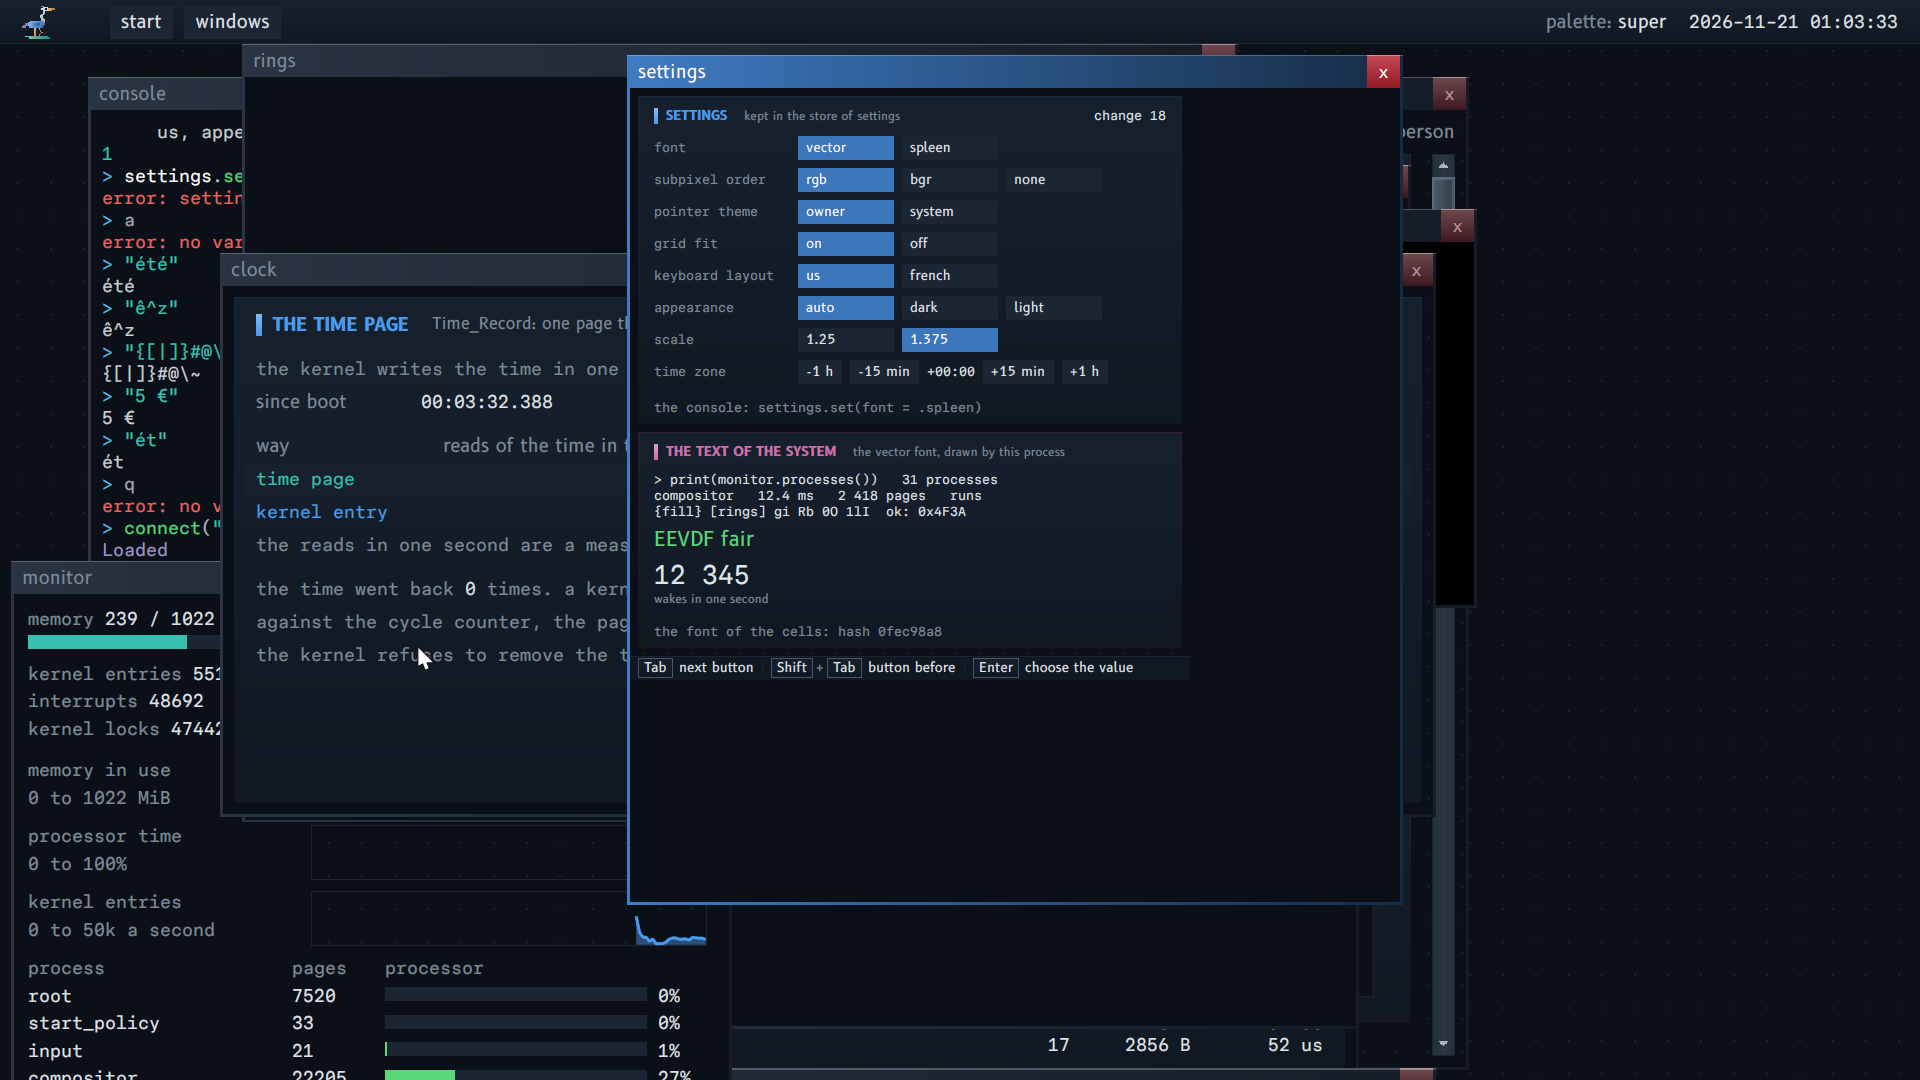 start windows palette: super 2026-11-21 01:03:33
rings
settings x
console
us, appe
1
> settings.se
error: settin
> a
error: no var
> "été"
été
> "ê^z"
ê^z
> "{[|]}#@\
{[|]}#@\~
> "5 €"
5 €
> "ét"
ét
> q
error: no v
> connect("
Loaded
x
person
x
x
clock
THE TIME PAGE Time_Record: one page th
the kernel writes the time in one
since boot 00:03:32.388
way reads of the time in t
time page
kernel entry
the reads in one second are a meas
the time went back 0 times. a kern
against the cycle counter, the pag
the kernel refuses to remove the t
SETTINGS kept in the store of settings change 18
font vector spleen
subpixel order rgb bgr none
pointer theme owner system
grid fit on off
keyboard layout us french
appearance auto dark light
scale 1.25 1.375
time zone -1 h -15 min +00:00 +15 min +1 h
the console: settings.set(font = .spleen)
THE TEXT OF THE SYSTEM the vector font, drawn by this process
> print(monitor.processes()) 31 processes
compositor 12.4 ms 2 418 pages runs
{fill} [rings] gi Rb 0O 1lI ok: 0x4F3A
EEVDF fair
12 345
wakes in one second
the font of the cells: hash 0fec98a8
Tab next button Shift + Tab button before Enter choose the value
monitor
memory 239 / 1022
kernel entries 551
interrupts 48692
kernel locks 47442
memory in use
0 to 1022 MiB
processor time
0 to 100%
kernel entries
0 to 50k a second
process pages processor
root 7520 0%
start_policy 33 0%
input 21 1%
compositor 22205 27%
17 2856 B 52 us